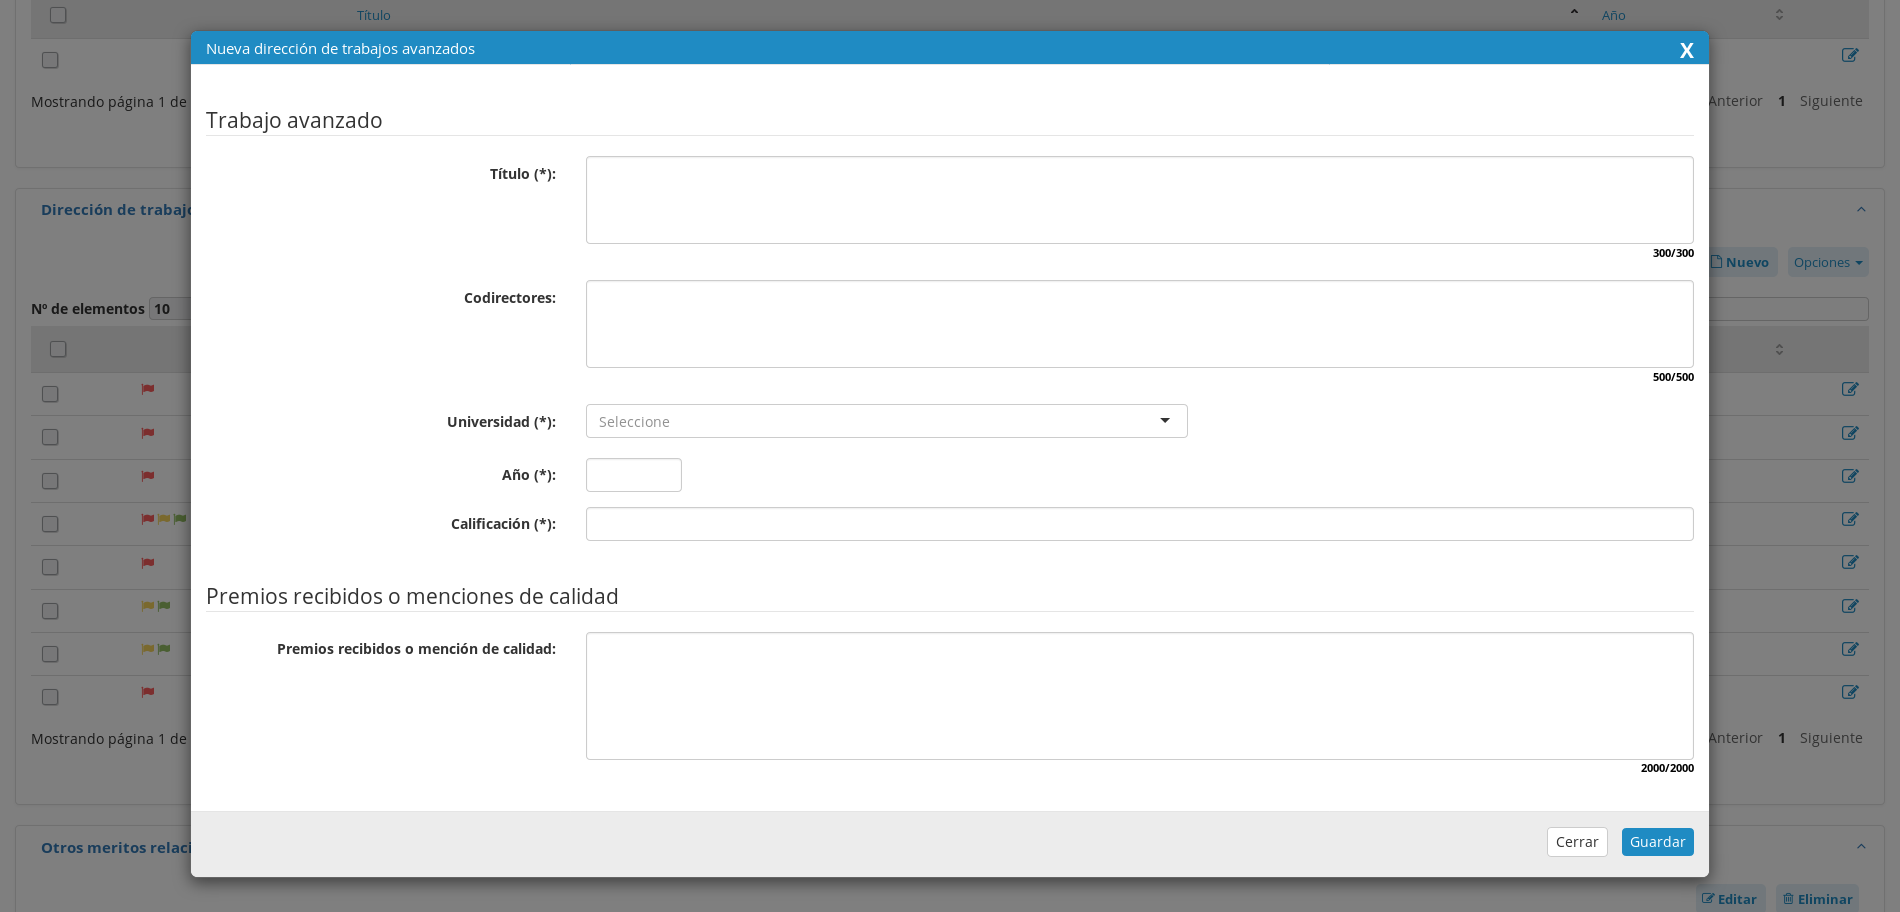 Título Año
Nueva dirección de trabajos avanzados X
Mostrando página 1 de Anterior 1 Siguiente
Trabajo avanzado
Título (*):
300/300
Dirección de trabajo
Nuevo Opciones
Codirectores:
500/500
Nº de elementos 10
Universidad (*): Seleccione
Año (*):
Calificación (*):
Premios recibidos o menciones de calidad
Premios recibidos o mención de calidad:
2000/2000
Mostrando página 1 de Anterior 1 Siguiente
Cerrar Guardar
Otros meritos relaci
Editar Eliminar